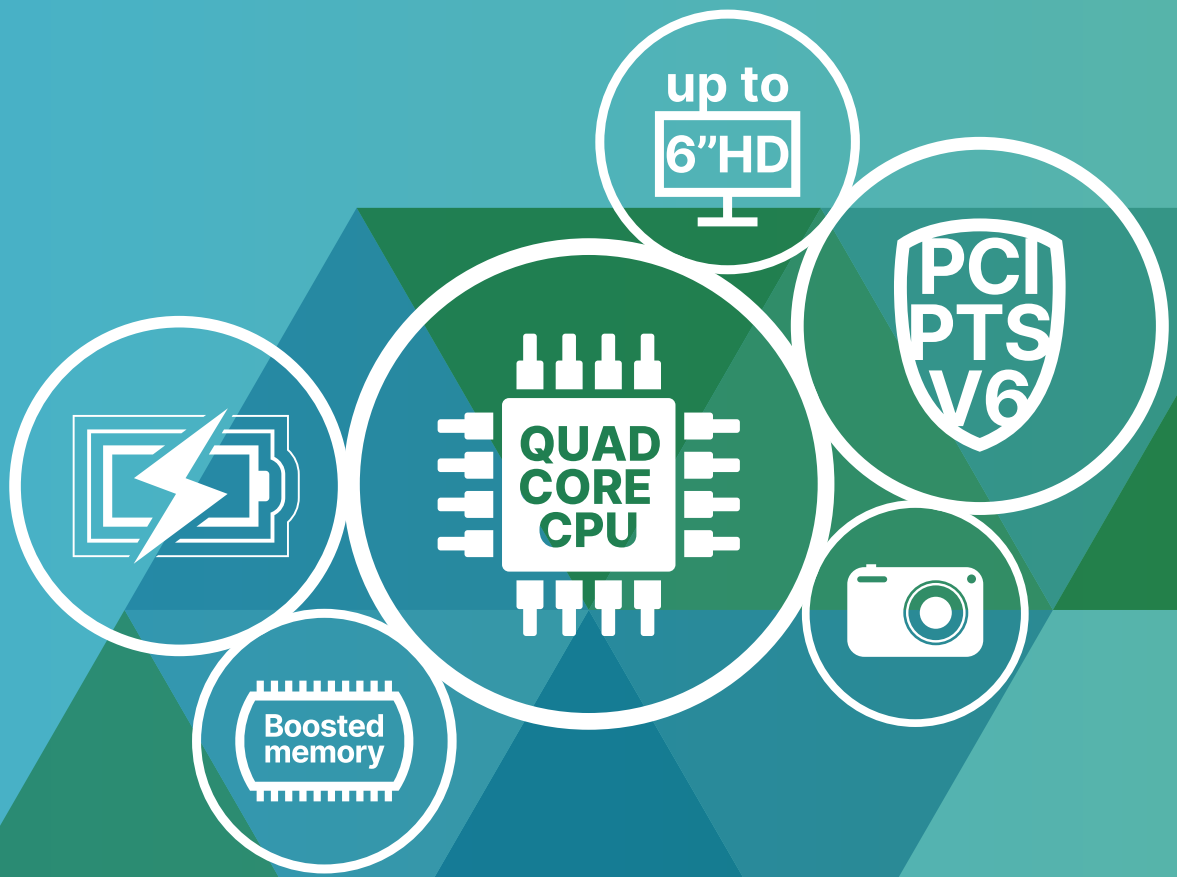 up to
6”HD
PCI
PTS
V6
QUAD
CORE
CPU
Boosted
memory